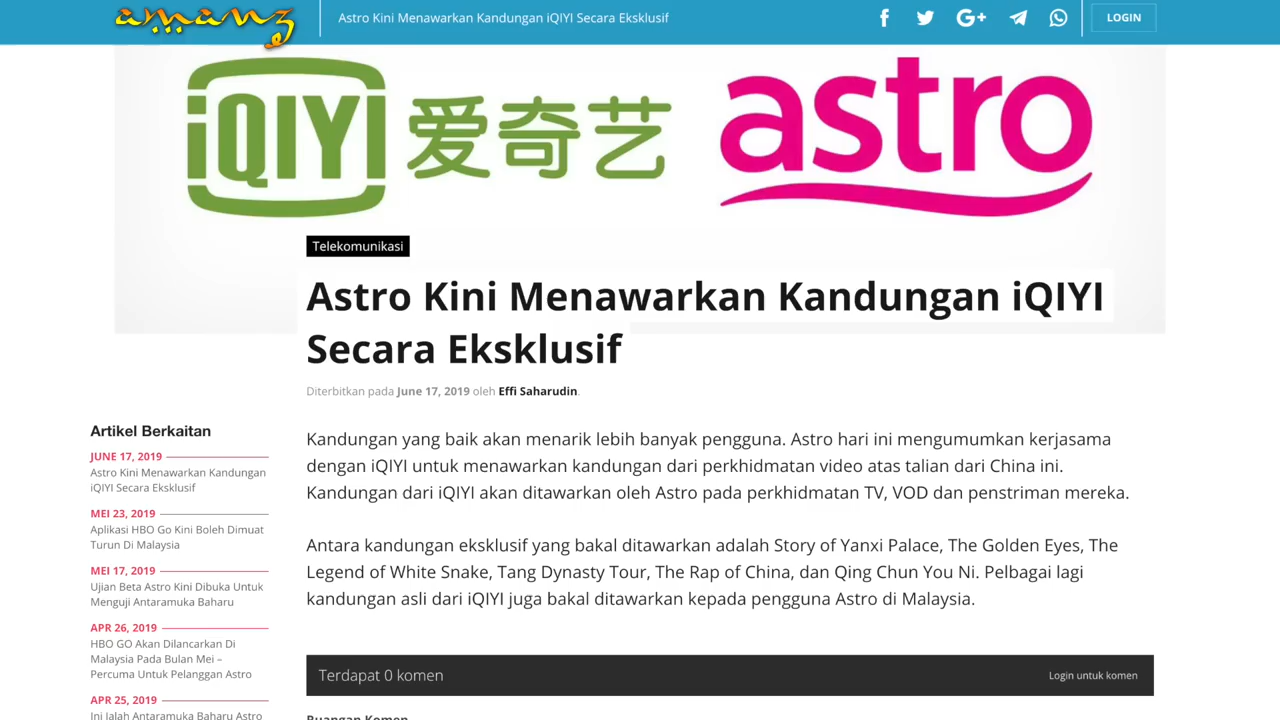 amanz
Astro Kini Menawarkan Kandungan iQIYI Secara Eksklusif
LOGIN
iQIYI 爱奇艺
astro
Telekomunikasi
Astro Kini Menawarkan Kandungan iQIYI
Secara Eksklusif
Diterbitkan pada June 17, 2019 oleh Effi Saharudin.
Artikel Berkaitan
JUNE 17, 2019
Astro Kini Menawarkan Kandungan
iQIYI Secara Eksklusif
MEI 23, 2019
Aplikasi HBO Go Kini Boleh Dimuat
Turun Di Malaysia
MEI 17, 2019
Ujian Beta Astro Kini Dibuka Untuk
Menguji Antaramuka Baharu
APR 26, 2019
HBO GO Akan Dilancarkan Di
Malaysia Pada Bulan Mei –
Percuma Untuk Pelanggan Astro
APR 25, 2019
Ini Ialah Antaramuka Baharu Astro
Kandungan yang baik akan menarik lebih banyak pengguna. Astro hari ini mengumumkan kerjasama
dengan iQIYI untuk menawarkan kandungan dari perkhidmatan video atas talian dari China ini.
Kandungan dari iQIYI akan ditawarkan oleh Astro pada perkhidmatan TV, VOD dan penstriman mereka.
Antara kandungan eksklusif yang bakal ditawarkan adalah Story of Yanxi Palace, The Golden Eyes, The
Legend of White Snake, Tang Dynasty Tour, The Rap of China, dan Qing Chun You Ni. Pelbagai lagi
kandungan asli dari iQIYI juga bakal ditawarkan kepada pengguna Astro di Malaysia.
Terdapat 0 komen
Login untuk komen
Ruangan Komen